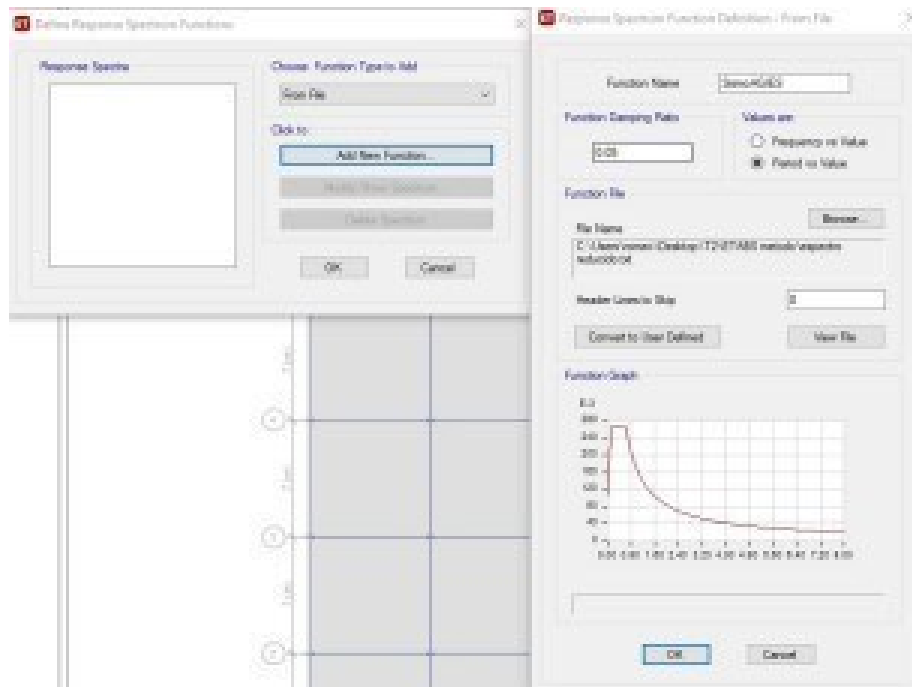 Define Response Spectrum Functions
Response Spectra
Choose Function Type to Add
From File
Click to:
Add New Function...
Modify/Show Spectrum
Delete Spectrum
OK
Cancel
Response Spectrum Function Definition - From File
Function Name
Function Damping Ratio
0.05
Values are:
Frequency vs Value
Period vs Value
Function File
Browse...
File Name
Header Lines to Skip
0
Convert to User Defined
View File
Function Graph
E-3
OK
Cancel